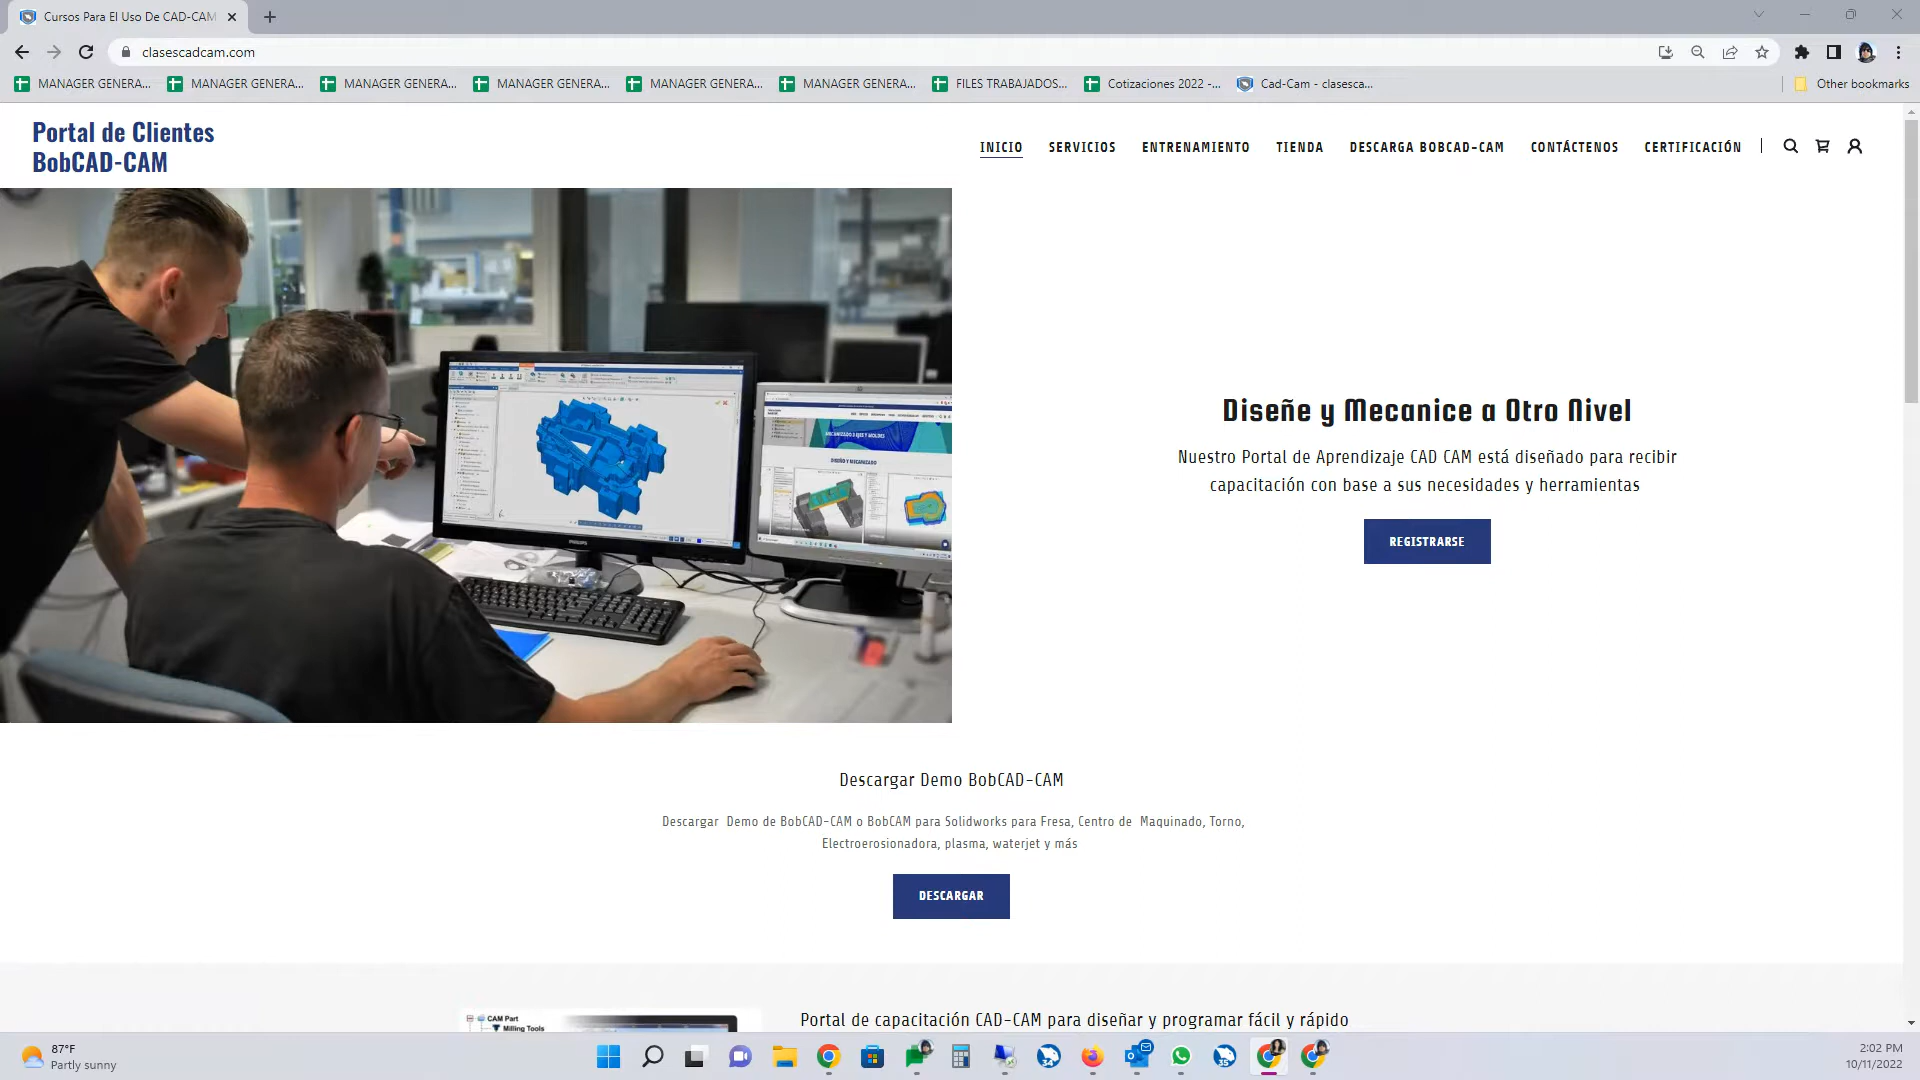 Cursos Para El Uso De CAD-CAM
clasescadcam.com
MANAGER GENERA...
MANAGER GENERA...
MANAGER GENERA...
MANAGER GENERA...
MANAGER GENERA...
MANAGER GENERA...
FILES TRABAJADOS...
Cotizaciones 2022 -...
Cad-Cam - clasesca...
Other bookmarks
Portal de Clientes
BobCAD-CAM
INICIO
SERVICIOS
ENTRENAMIENTO
TIENDA
DESCARGA BOBCAD-CAM
CONTÁCTENOS
CERTIFICACIÓN
PHILIPS
Diseñe y Mecanice a Otro Nivel
Nuestro Portal de Aprendizaje CAD CAM está diseñado para recibir
capacitación con base a sus necesidades y herramientas
REGISTRARSE
Descargar Demo BobCAD-CAM
Descargar Demo de BobCAD-CAM o BobCAM para Solidworks para Fresa, Centro de Maquinado, Torno,
Electroerosionadora, plasma, waterjet y más
DESCARGAR
CAM Part
Milling Tools
Portal de capacitación CAD-CAM para diseñar y programar fácil y rápido
87°F
Partly sunny
34
35
2:02 PM
10/11/2022